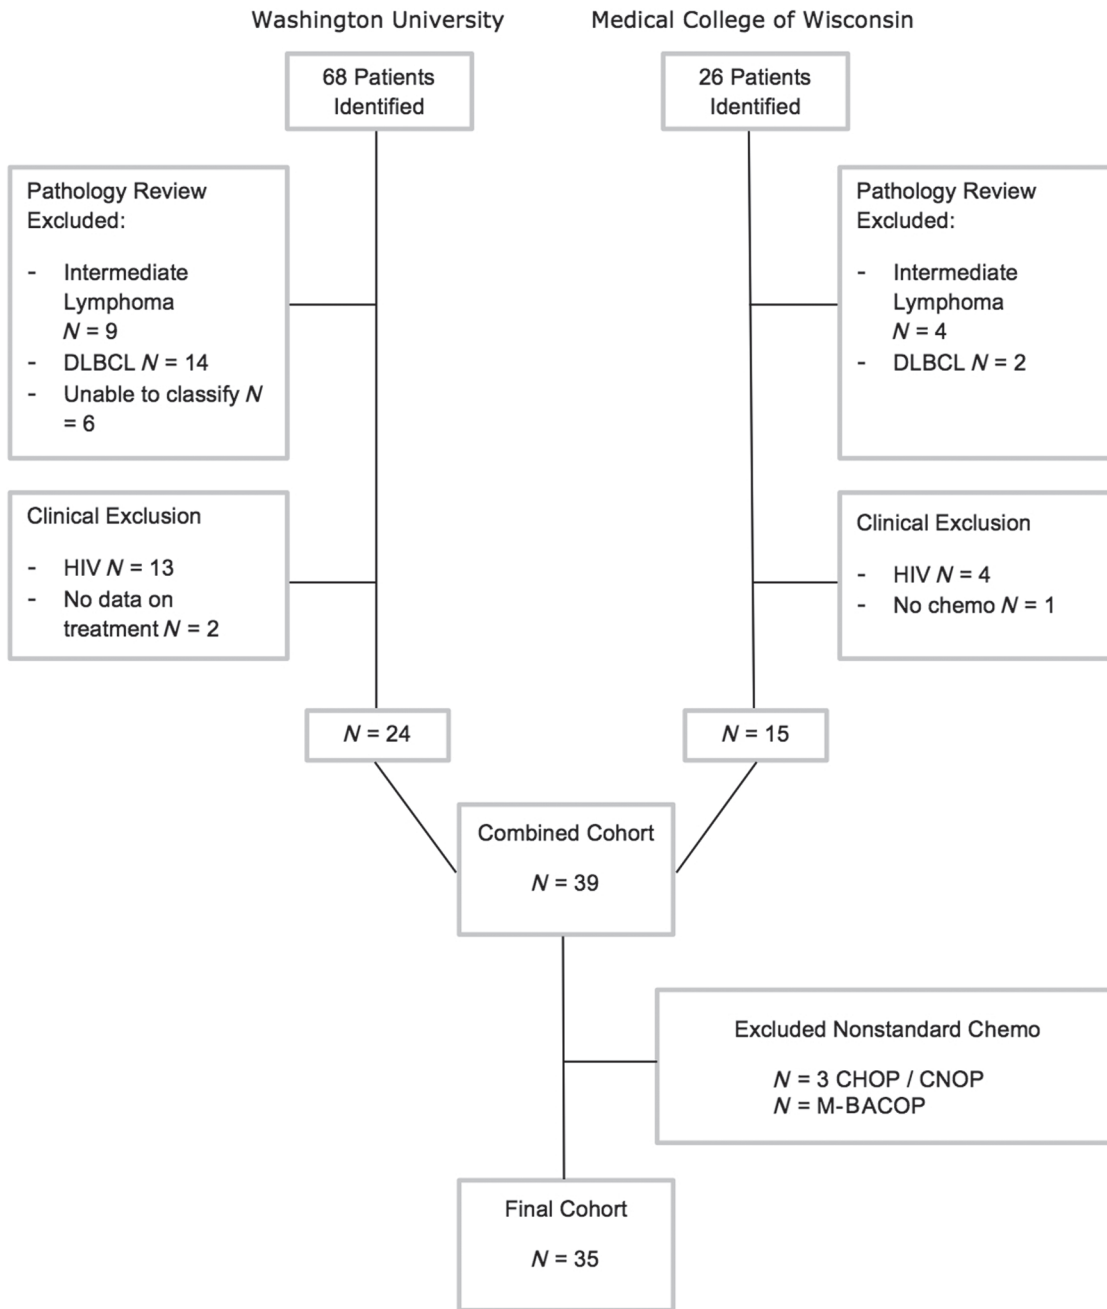 Washington University
Medical College of Wisconsin
68 Patients
Identified
26 Patients
Identified
Pathology Review
Excluded:
- Intermediate
Lymphoma
N = 9
- DLBCL N = 14
- Unable to classify N
= 6
Pathology Review
Excluded:
- Intermediate
Lymphoma
N = 4
- DLBCL N = 2
Clinical Exclusion
- HIV N = 13
- No data on
treatment N = 2
Clinical Exclusion
- HIV N = 4
- No chemo N = 1
N = 24
N = 15
Combined Cohort
N = 39
Excluded Nonstandard Chemo
N = 3 CHOP / CNOP
N = M-BACOP
Final Cohort
N = 35